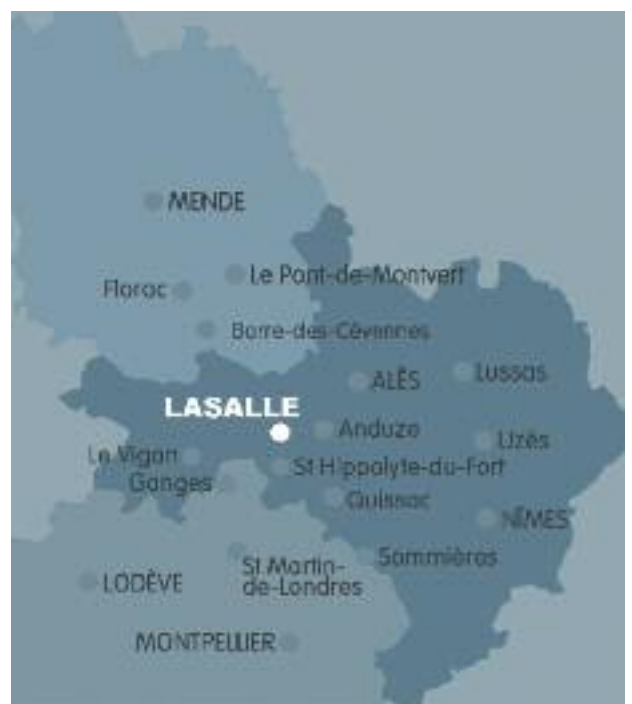 MENDE
Le Pont-de-Montvert
Florac
Barre-des-Cévennes
ALÈS
Lussas
LASALLE
Anduze
Uzès
Le Vigan
St Hippolyte-du-Fort
Ganges
Quissac
NÎMES
Sommières
St Martin-
de-Londres
LODÈVE
MONTPELLIER